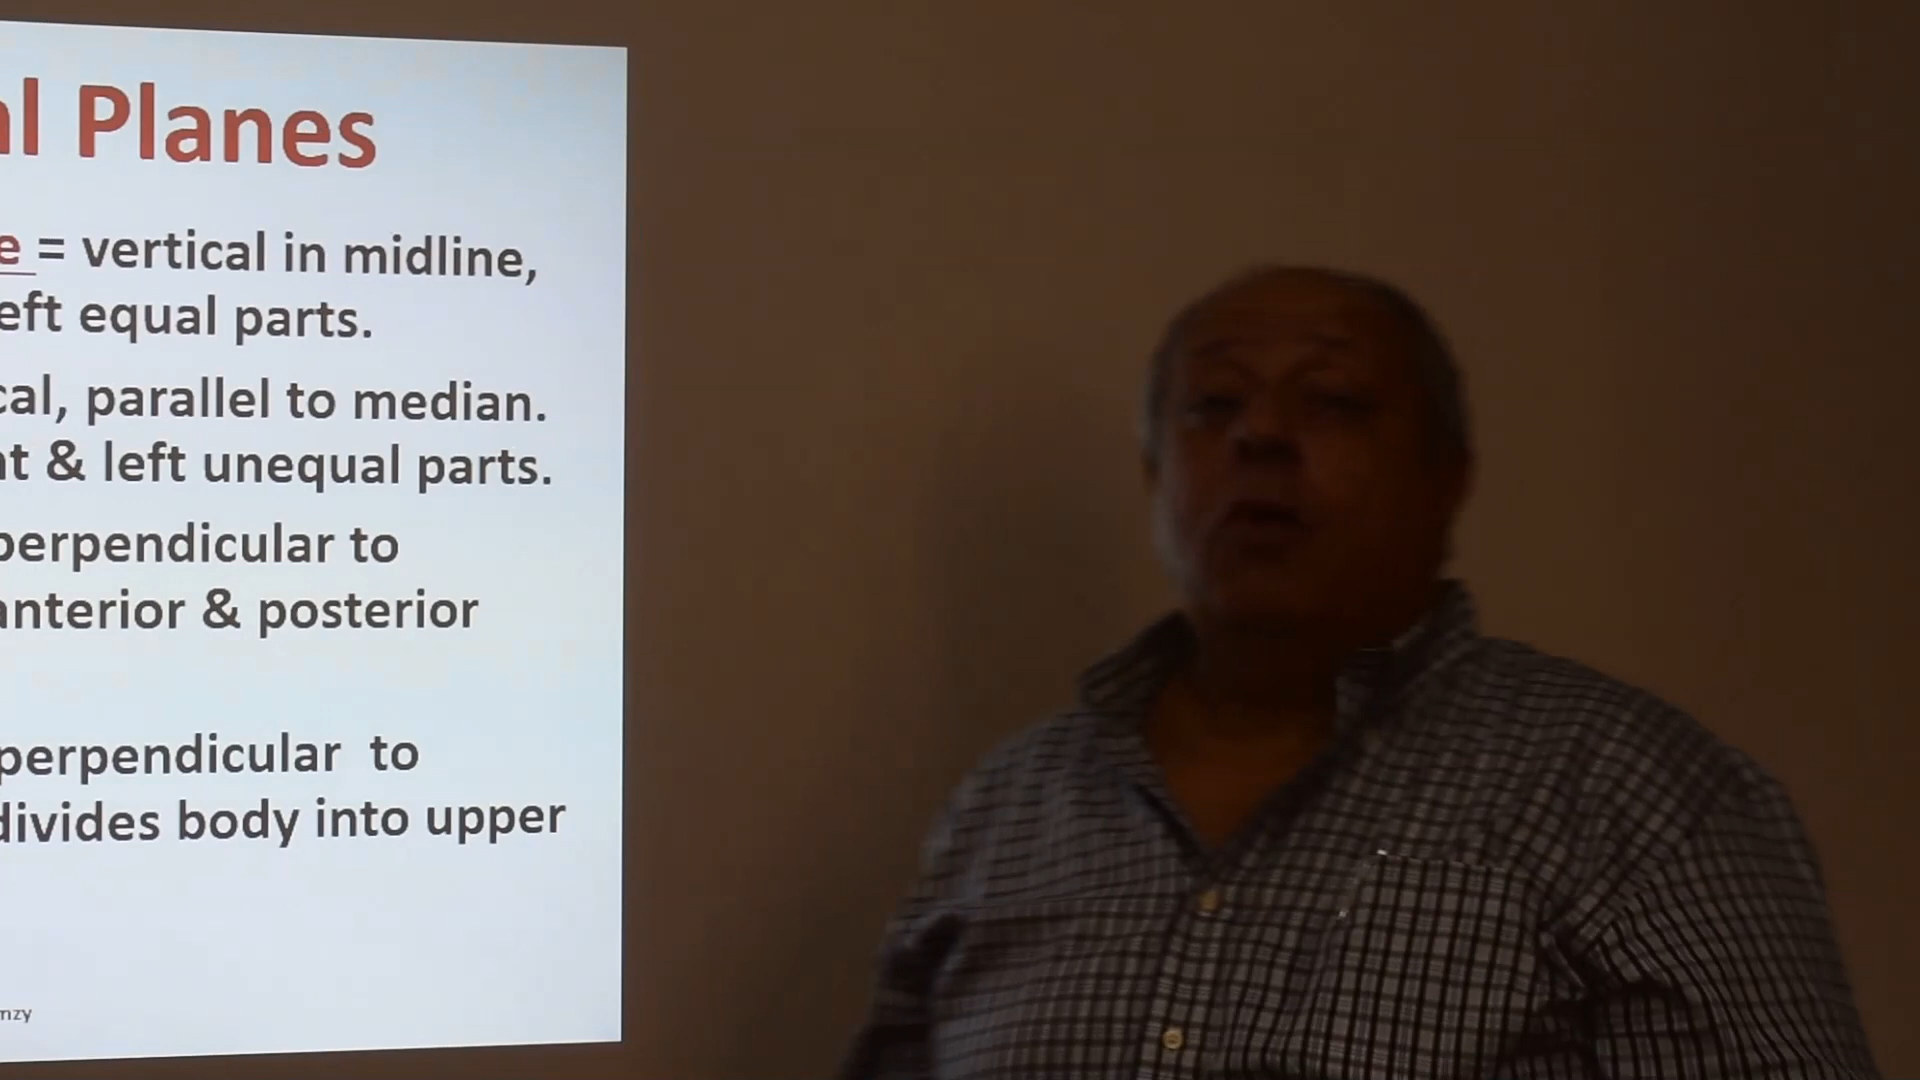 al Planes
e = vertical in midline,
eft equal parts.
cal, parallel to median.
ht & left unequal parts.
perpendicular to
anterior & posterior
perpendicular to
divides body into upper
mzy